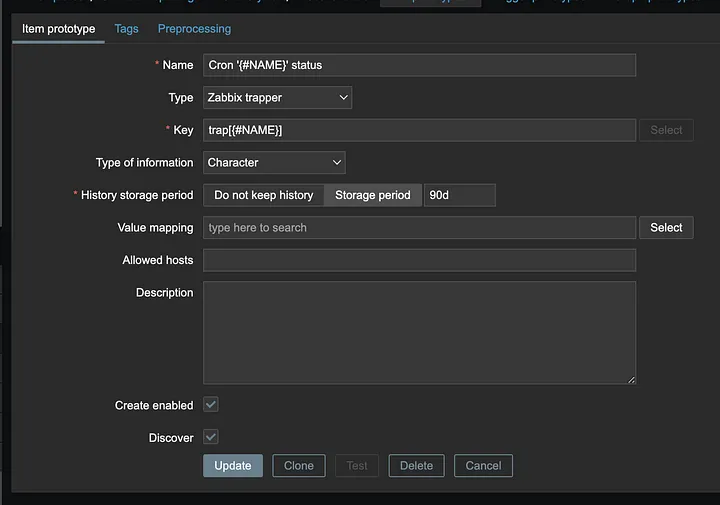 Item prototype Tags Preprocessing
* Name Cron '{#NAME}' status
Type Zabbix trapper
* Key trap[{#NAME}] Select
Type of information Character
* History storage period Do not keep history Storage period 90d
Value mapping type here to search Select
Allowed hosts
Description
Create enabled
Discover
Update Clone Test Delete Cancel